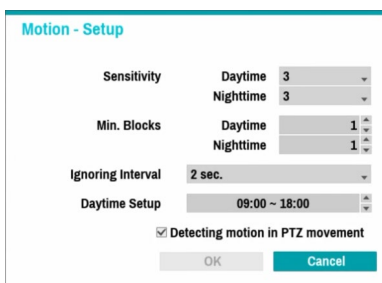 Motion - Setup
Sensitivity Daytime 3
Nighttime 3
Min. Blocks Daytime 1
Nighttime 1
Ignoring Interval 2 sec.
Daytime Setup 09:00 ~ 18:00
Detecting motion in PTZ movement
OK Cancel